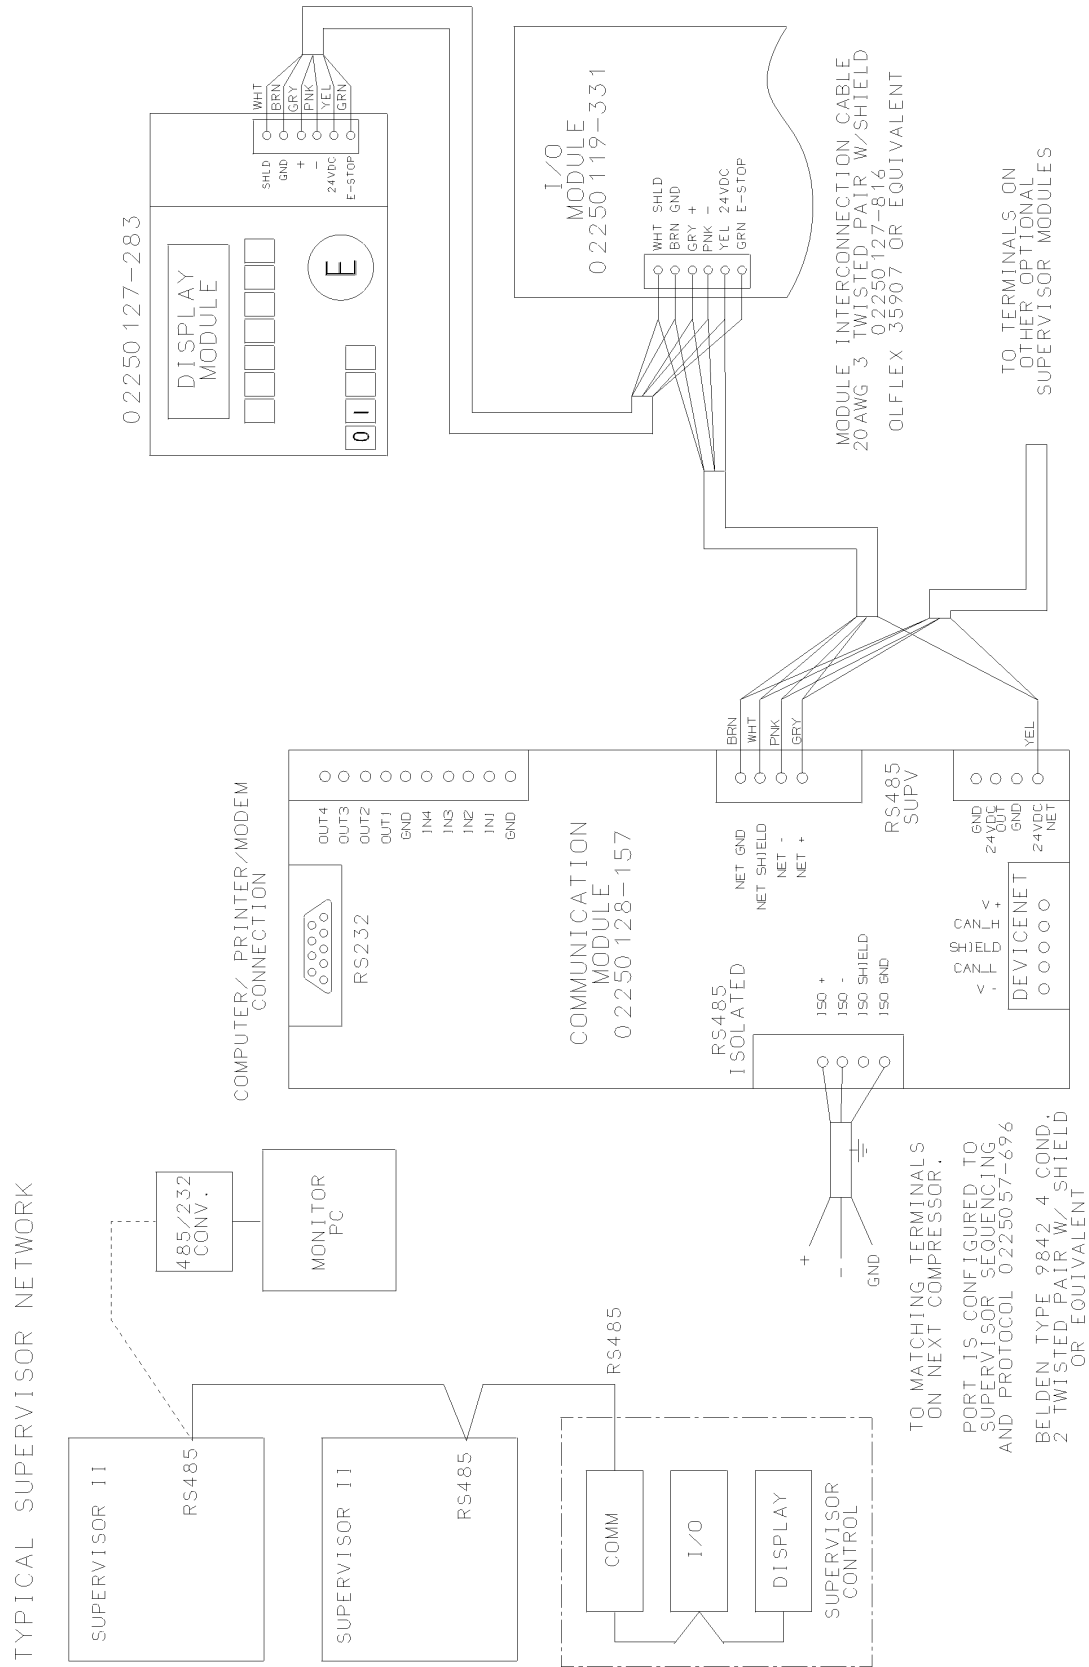 TYPICAL SUPERVISOR NETWORK
SUPERVISOR II
RS485
SUPERVISOR II
RS485
485/232
CONV.
MONITOR
PC
RS485
COMM
I/O
DISPLAY
SUPERVISOR
CONTROL
COMPUTER/ PRINTER/MODEM
CONNECTION
RS232
OUT4
OUT3
OUT2
OUT1
GND
IN4
IN3
IN2
IN1
GND
COMMUNICATION
MODULE
02250128-157
RS485
ISOLATED
ISO +
ISO -
ISO SHIELD
ISO GND
+
-
GND
NET GND
NET SHIELD
NET -
NET +
RS485
SUPV
BRN
WHT
PNK
GRY
GND
24VDC
OUT
GND
24VDC
NET
YEL
V +
CAN_H
SHIELD
CAN_L
V -
DEVICENET
TO MATCHING TERMINALS
ON NEXT COMPRESSOR.
PORT IS CONFIGURED TO
SUPERVISOR SEQUENCING
AND PROTOCOL 0225057-696
BELDEN TYPE 9842 4 COND.
2 TWISTED PAIR W/ SHIELD
OR EQUIVALENT
02250127-283
DISPLAY
MODULE
O
I
E
SHLD
GND
+
-
24VDC
E-STOP
WHT
BRN
GRY
PNK
YEL
GRN
I/O
MODULE
02250119-331
WHT SHLD
BRN GND
GRY +
PNK -
YEL 24VDC
GRN E-STOP
MODULE INTERCONNECTION CABLE
20AWG 3 TWISTED PAIR W/SHIELD
02250127-816
OLFLEX 35907 OR EQUIVALENT
TO TERMINALS ON
OTHER OPTIONAL
SUPERVISOR MODULES